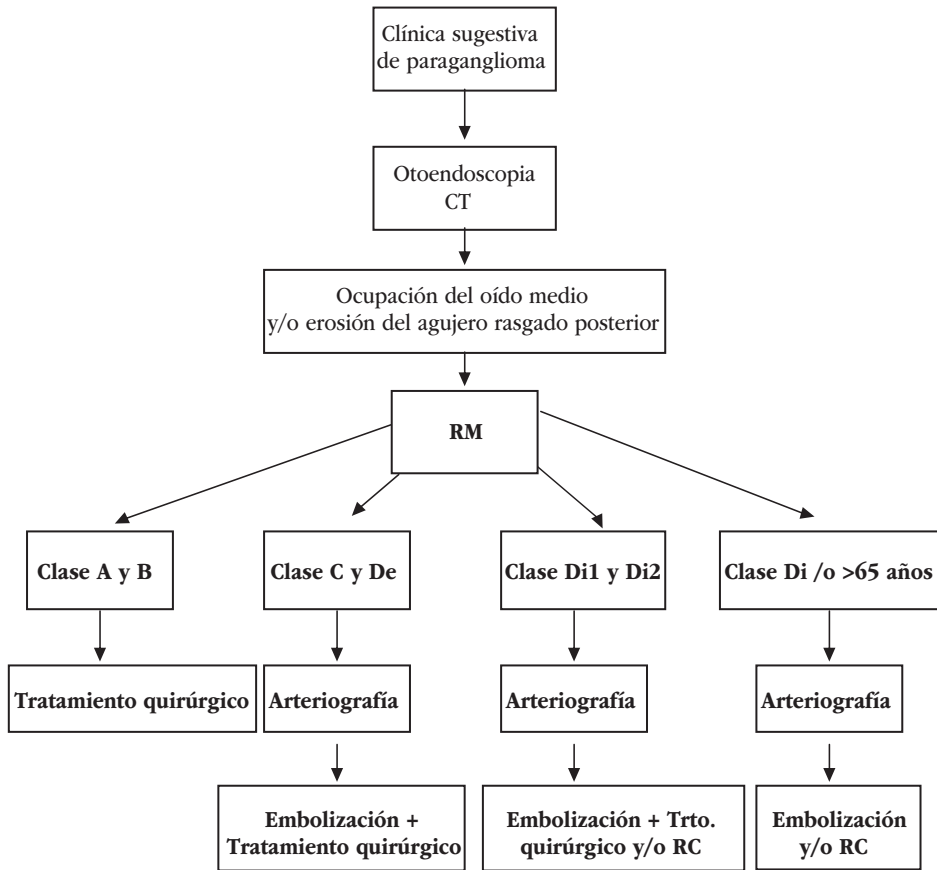 Clínica sugestiva
de paraganglioma
Otoendoscopia
CT
Ocupación del oído medio
y/o erosión del agujero rasgado posterior
RM
Clase A y B
Clase C y De
Clase Di1 y Di2
Clase Di /o >65 años
Tratamiento quirúrgico
Arteriografía
Arteriografía
Arteriografía
Embolización +
Tratamiento quirúrgico
Embolización + Trto.
quirúrgico y/o RC
Embolización
y/o RC